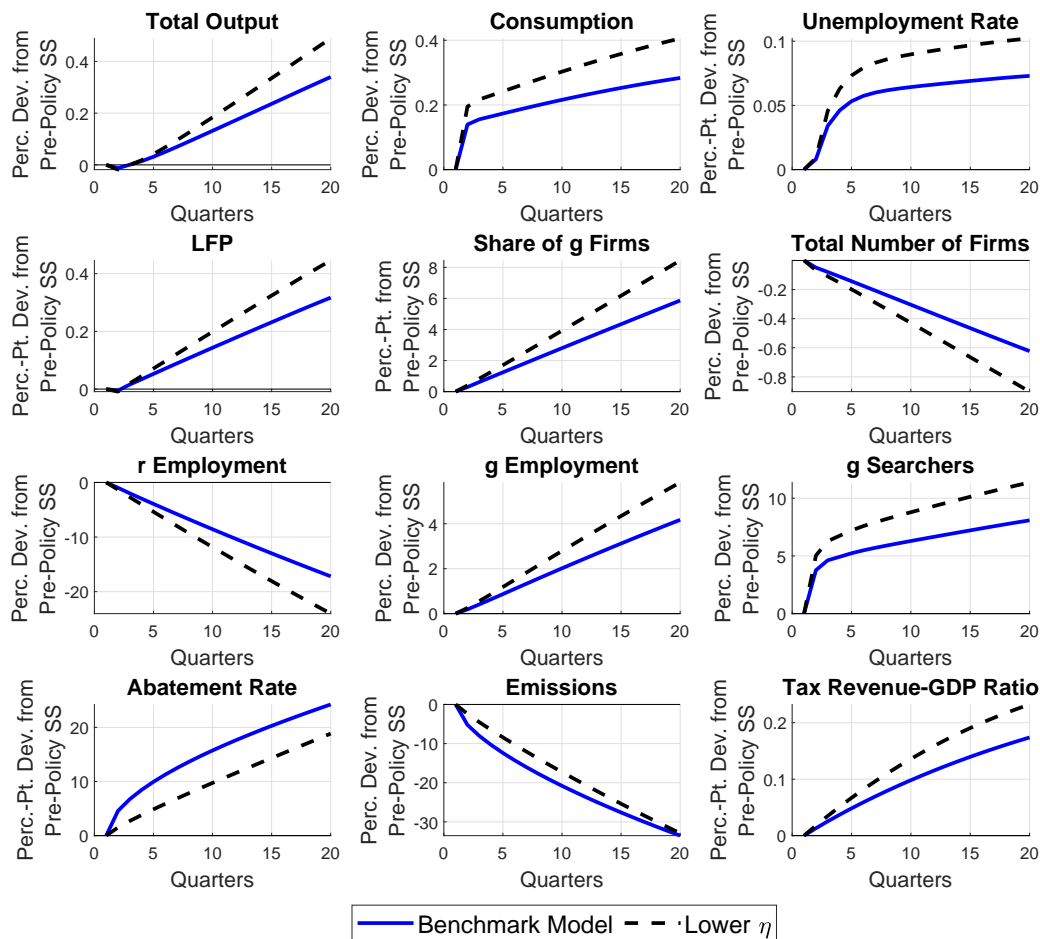 Total Output
Perc. Dev. from
Pre-Policy SS
0.4
0.2
0
0 5 10 15 20
Quarters
Consumption
Perc. Dev. from
Pre-Policy SS
0.4
0.2
0
0 5 10 15 20
Quarters
Unemployment Rate
Perc.-Pt. Dev. from
Pre-Policy SS
0.1
0.05
0
0 5 10 15 20
Quarters
LFP
Perc.-Pt. Dev. from
Pre-Policy SS
0.4
0.2
0
0 5 10 15 20
Quarters
Share of g Firms
Perc.-Pt. Dev. from
Pre-Policy SS
8
6
4
2
0
0 5 10 15 20
Quarters
Total Number of Firms
Perc. Dev. from
Pre-Policy SS
-0.2
-0.4
-0.6
-0.8
0 5 10 15 20
Quarters
r Employment
Perc. Dev. from
Pre-Policy SS
0
-10
-20
0 5 10 15 20
Quarters
g Employment
Perc. Dev. from
Pre-Policy SS
4
2
0
0 5 10 15 20
Quarters
g Searchers
Perc. Dev. from
Pre-Policy SS
10
5
0
0 5 10 15 20
Quarters
Abatement Rate
Perc.-Pt. Dev. from
Pre-Policy SS
20
10
0
0 5 10 15 20
Quarters
Emissions
Perc. Dev. from
Pre-Policy SS
0
-10
-20
-30
0 5 10 15 20
Quarters
Tax Revenue-GDP Ratio
Perc.-Pt. Dev. from
Pre-Policy SS
0.2
0.1
0
0 5 10 15 20
Quarters
Benchmark Model Lower η